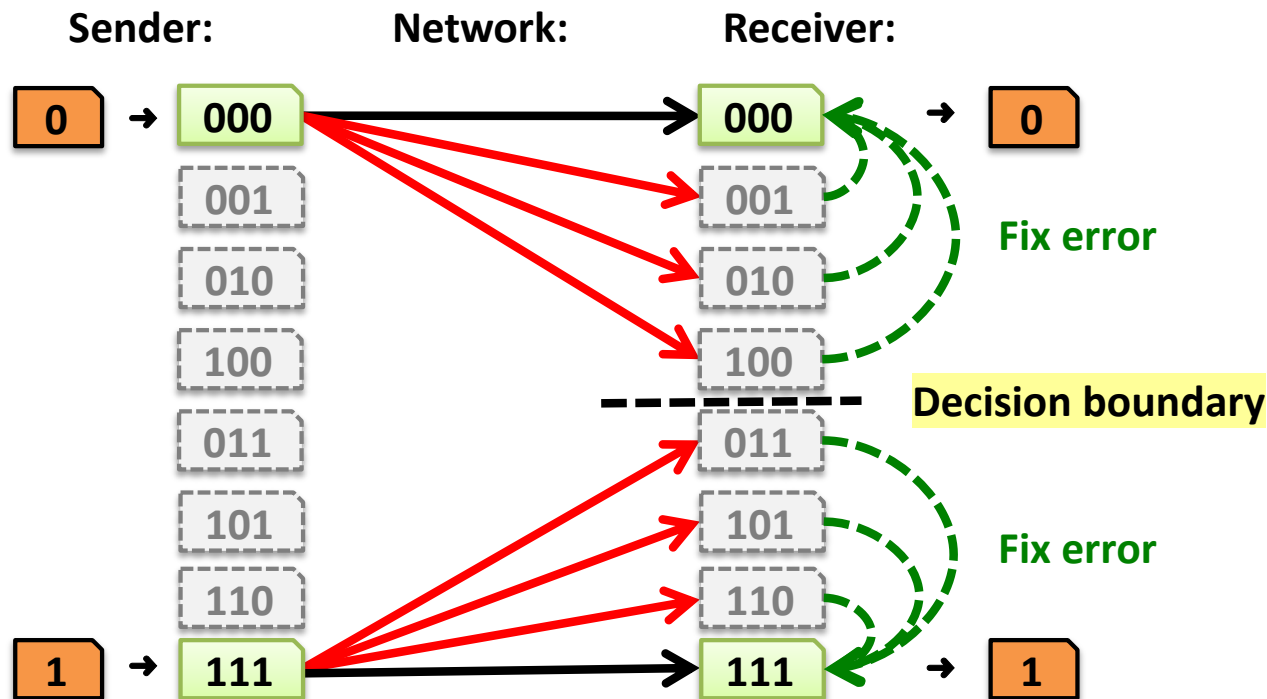 Sender: Network: Receiver:
0 → 000 000 → 0
001 001
010 010 Fix error
100 100
Decision boundary
011 011
101 101 Fix error
110 110
1 → 111 111 → 1